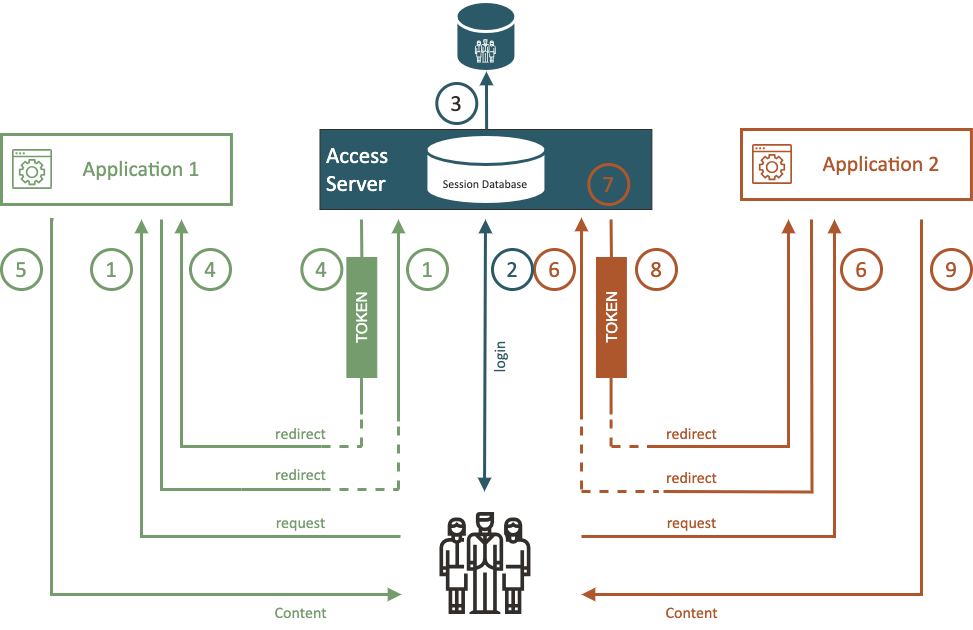 3
Access
Server
Session Database
7
Application 1
Application 2
5
1
4
4
1
2
6
8
6
9
TOKEN
TOKEN
login
redirect
redirect
redirect
redirect
request
request
Content
Content